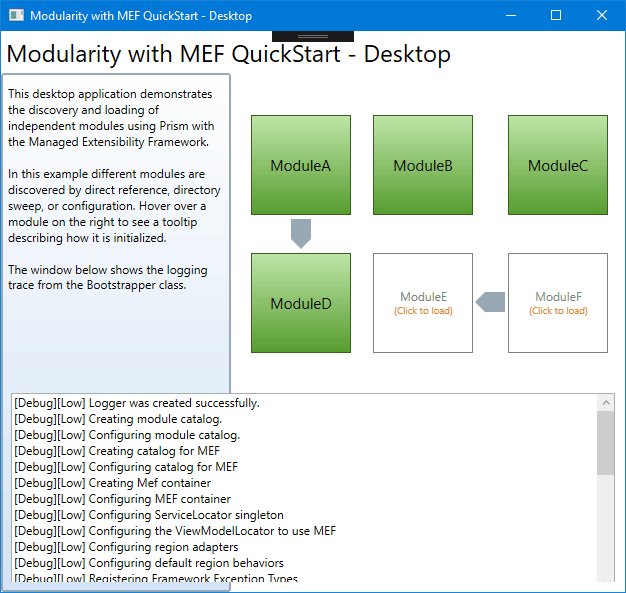 Modularity with MEF QuickStart - Desktop
Modularity with MEF QuickStart - Desktop
This desktop application demonstrates
the discovery and loading of
independent modules using Prism with
the Managed Extensibility Framework.
In this example different modules are
discovered by direct reference, directory
sweep, or configuration. Hover over a
module on the right to see a tooltip
describing how it is initialized.
The window below shows the logging
trace from the Bootstrapper class.
ModuleA
ModuleB
ModuleC
ModuleD
ModuleE
(Click to load)
ModuleF
(Click to load)
[Debug][Low] Logger was created successfully.
[Debug][Low] Creating module catalog.
[Debug][Low] Configuring module catalog.
[Debug][Low] Creating catalog for MEF
[Debug][Low] Configuring catalog for MEF
[Debug][Low] Creating Mef container
[Debug][Low] Configuring MEF container
[Debug][Low] Configuring ServiceLocator singleton
[Debug][Low] Configuring the ViewModelLocator to use MEF
[Debug][Low] Configuring region adapters
[Debug][Low] Configuring default region behaviors
[Debug][Low] Registering Framework Exception Types